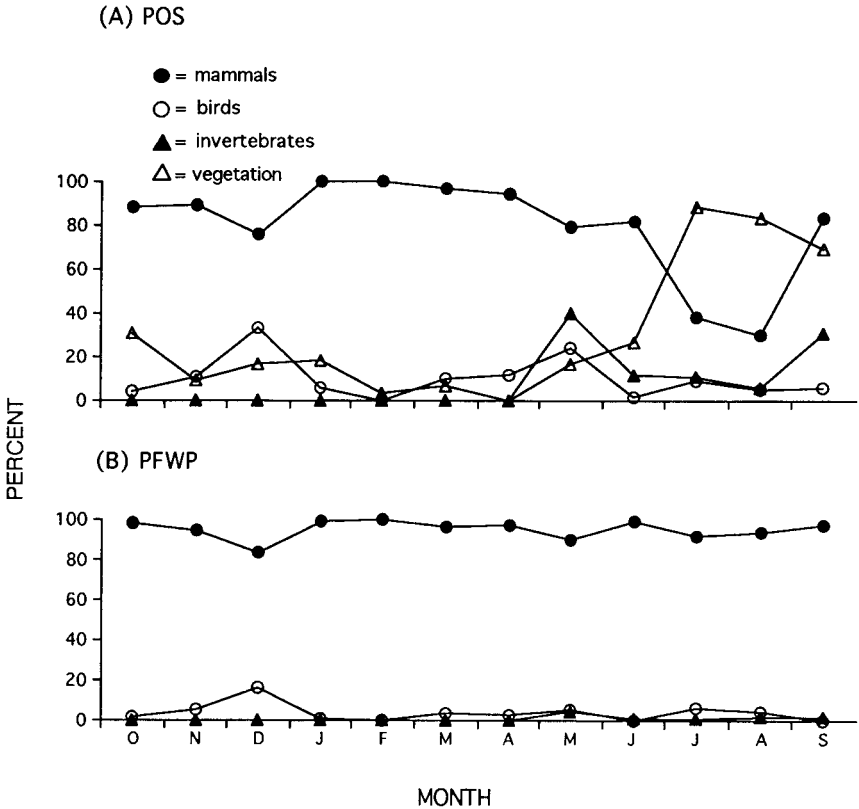 (A) POS
● = mammals
○ = birds
▲ = invertebrates
△ = vegetation
100
80
60
40
20
0
PERCENT
(B) PFWP
100
80
60
40
20
0
O N D J F M A M J J A S
MONTH